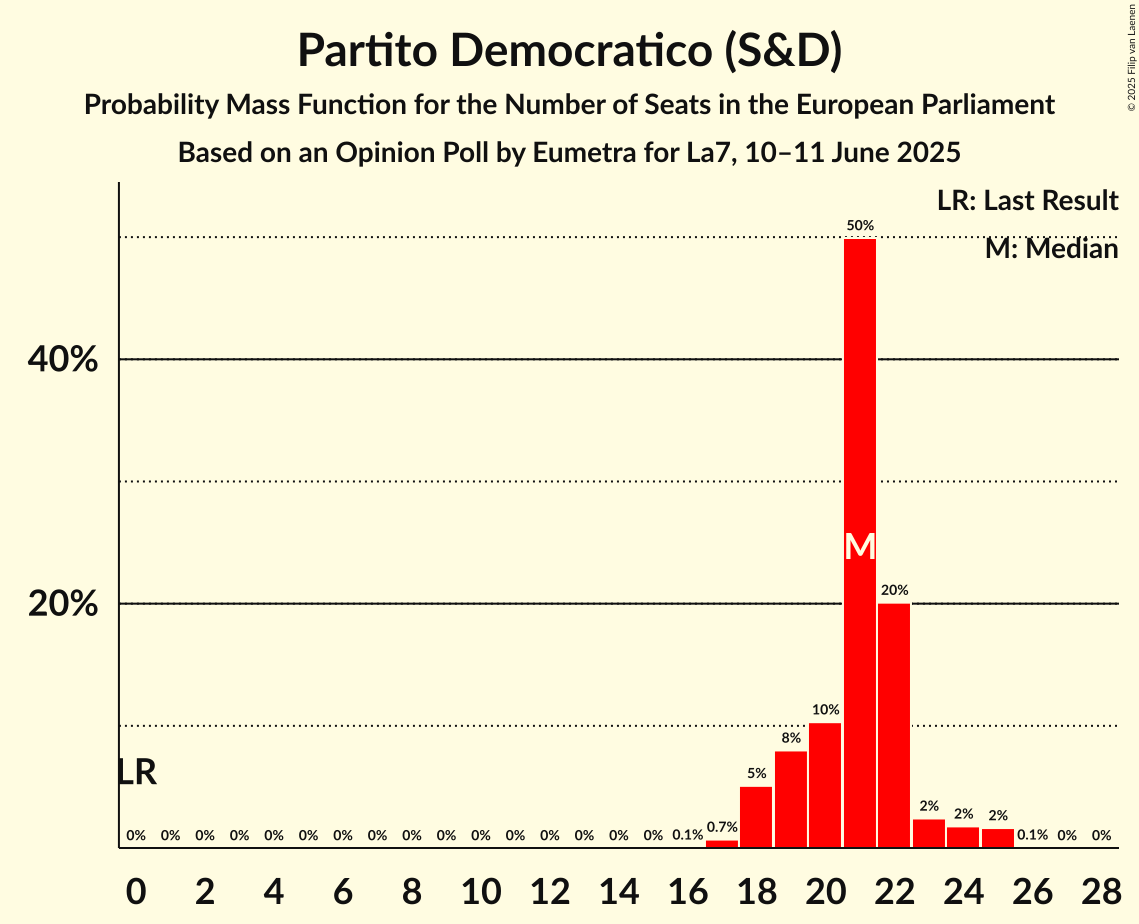 Partito Democratico (S&D)
Probability Mass Function for the Number of Seats in the European Parliament
Based on an Opinion Poll by Eumetra for La7, 10–11 June 2025
© 2025 Filip van Laenen
LR: Last Result
M: Median
50%
40%
M
20%
20%
10%
8%
LR
5%
2% 2% 2%
0% 0% 0% 0% 0% 0% 0% 0% 0% 0% 0% 0% 0% 0% 0% 0% 0.1% 0.7% 0.1% 0% 0%
0 2 4 6 8 10 12 14 16 18 20 22 24 26 28